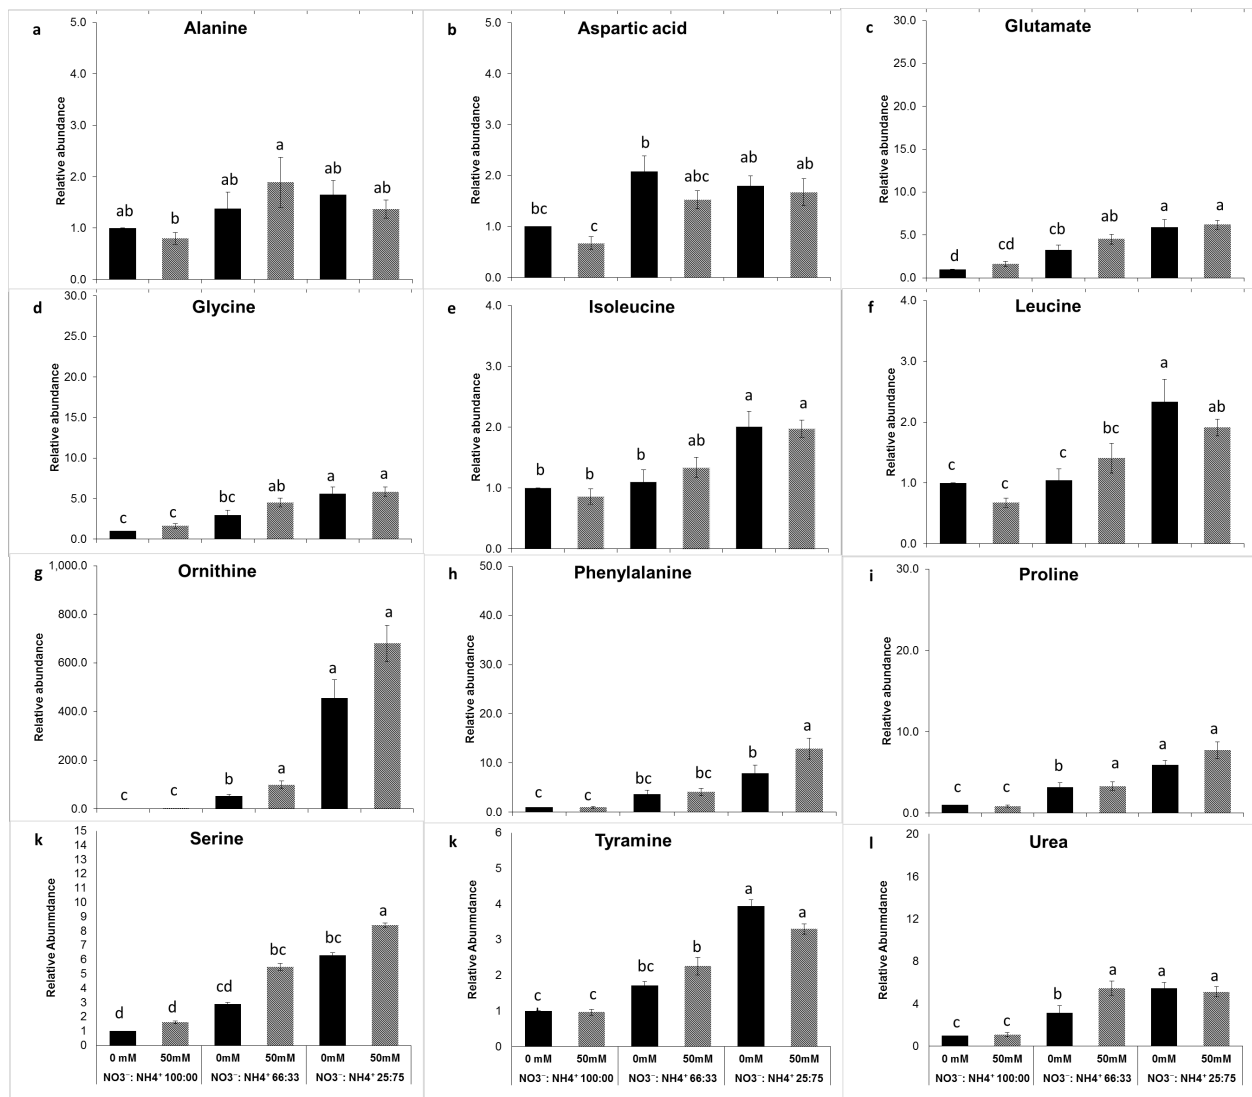 a Alanine
Relative abundance
5.0
4.0
3.0
2.0
1.0
0.0
ab b ab a ab ab
b Aspartic acid
Relative abundance
5.0
4.0
3.0
2.0
1.0
0.0
bc c b abc ab ab
c Glutamate
Relative abundance
30.0
25.0
20.0
15.0
10.0
5.0
0.0
d cd cb ab a a
d Glycine
Relative abundance
30.0
25.0
20.0
15.0
10.0
5.0
0.0
c c bc ab a a
e Isoleucine
Relative abundance
4.0
3.0
2.0
1.0
0.0
b b b ab a a
f Leucine
Relative abundance
4.0
3.0
2.0
1.0
0.0
c c c bc a ab
g Ornithine
Relative abundance
1,000.0
800.0
600.0
400.0
200.0
0.0
c c b a a a
h Phenylalanine
Relative abundance
50.0
40.0
30.0
20.0
10.0
0.0
c c bc bc b a
i Proline
Relative abundance
30.0
20.0
10.0
0.0
c c b a a a
k Serine
Relative Abunmdance
15
14
13
12
11
10
9
8
7
6
5
4
3
2
1
0
d d cd bc bc a
0 mM 50mM 0mM 50mM 0mM 50mM
NO3⁻: NH4⁺ 100:00 NO3⁻: NH4⁺ 66:33 NO3⁻: NH4⁺ 25:75
k Tyramine
Relative Abunmdance
6
5
4
3
2
1
0
c c bc b a a
0 mM 50mM 0mM 50mM 0mM 50mM
NO3⁻: NH4⁺ 100:00 NO3⁻: NH4⁺ 66:33 NO3⁻: NH4⁺ 25:75
l Urea
Relative Abunmdance
20
16
12
8
4
0
c c b a a a
0 mM 50mM 0mM 50mM 0mM 50mM
NO3⁻: NH4⁺ 100:00 NO3⁻: NH4⁺ 66:33 NO3⁻: NH4⁺ 25:75